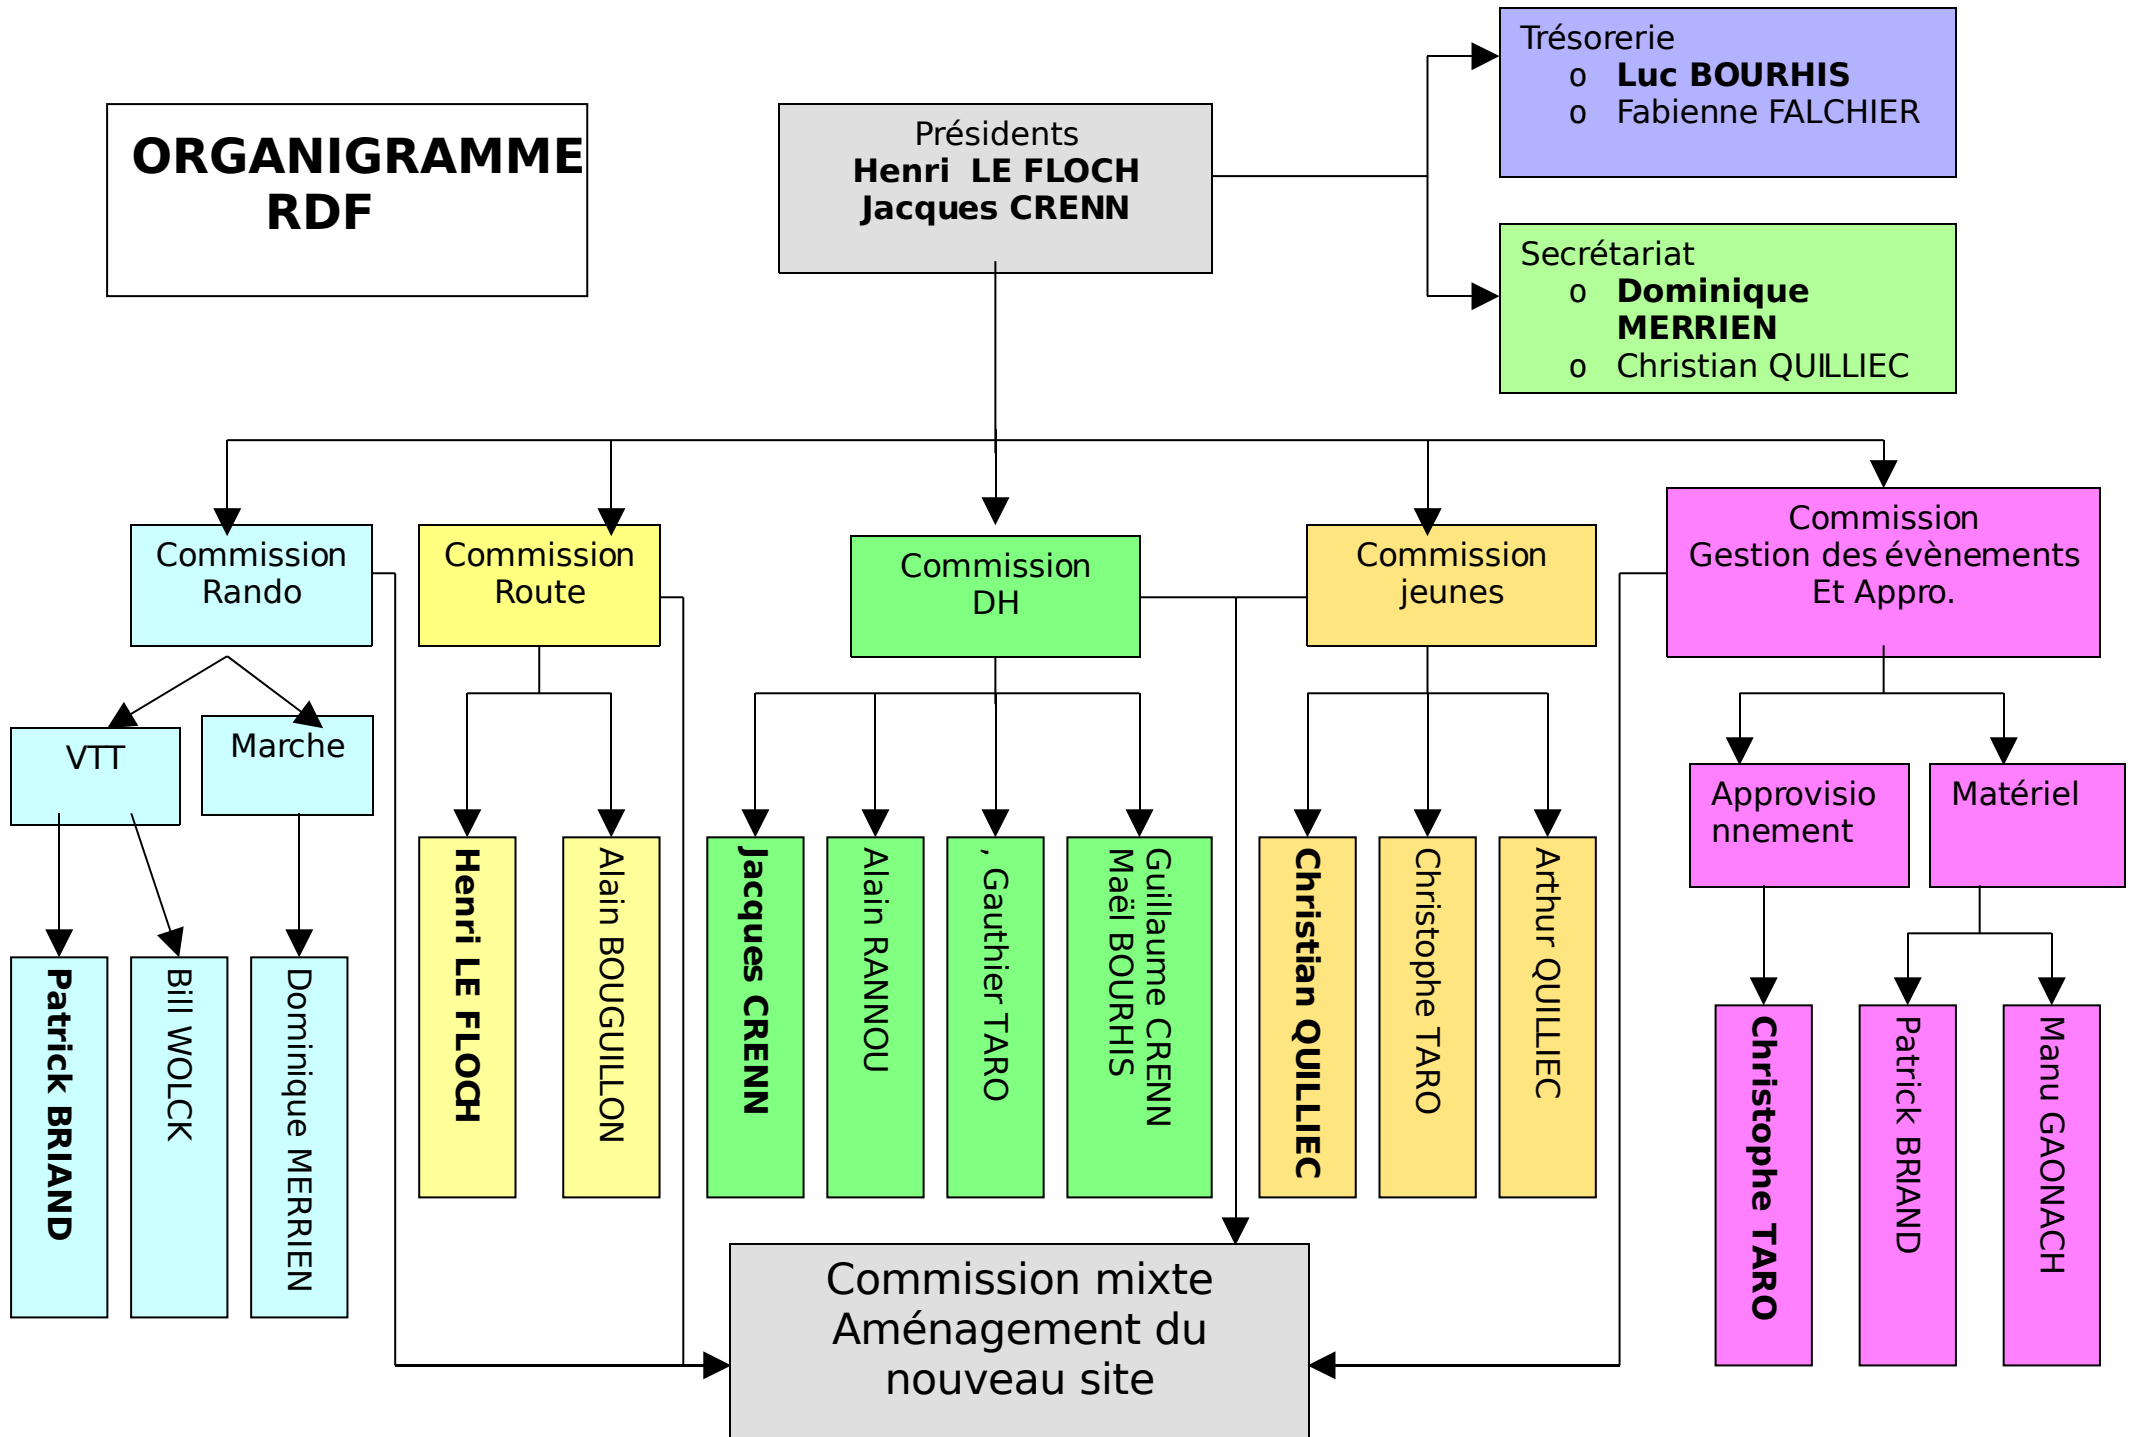 ORGANIGRAMME
RDF
Présidents
Henri LE FLOCH
Jacques CRENN
Trésorerie
o Luc BOURHIS
o Fabienne FALCHIER
Secrétariat
o Dominique
MERRIEN
o Christian QUILLIEC
Commission
Rando
Commission
Route
Commission
DH
Commission
jeunes
Commission
Gestion des évènements
Et Appro.
VTT
Marche
Approvisio
nnement
Matériel
Patrick BRIAND
Bill WOLCK
Dominique MERRIEN
Henri LE FLOCH
Alain BOUGUILLON
Jacques CRENN
Alain RANNOU
, Gauthier TARO
Guillaume CRENN
Maël BOURHIS
Christian QUILLIEC
Christophe TARO
Arthur QUILLIEC
Christophe TARO
Patrick BRIAND
Manu GAONACH
Commission mixte
Aménagement du
nouveau site